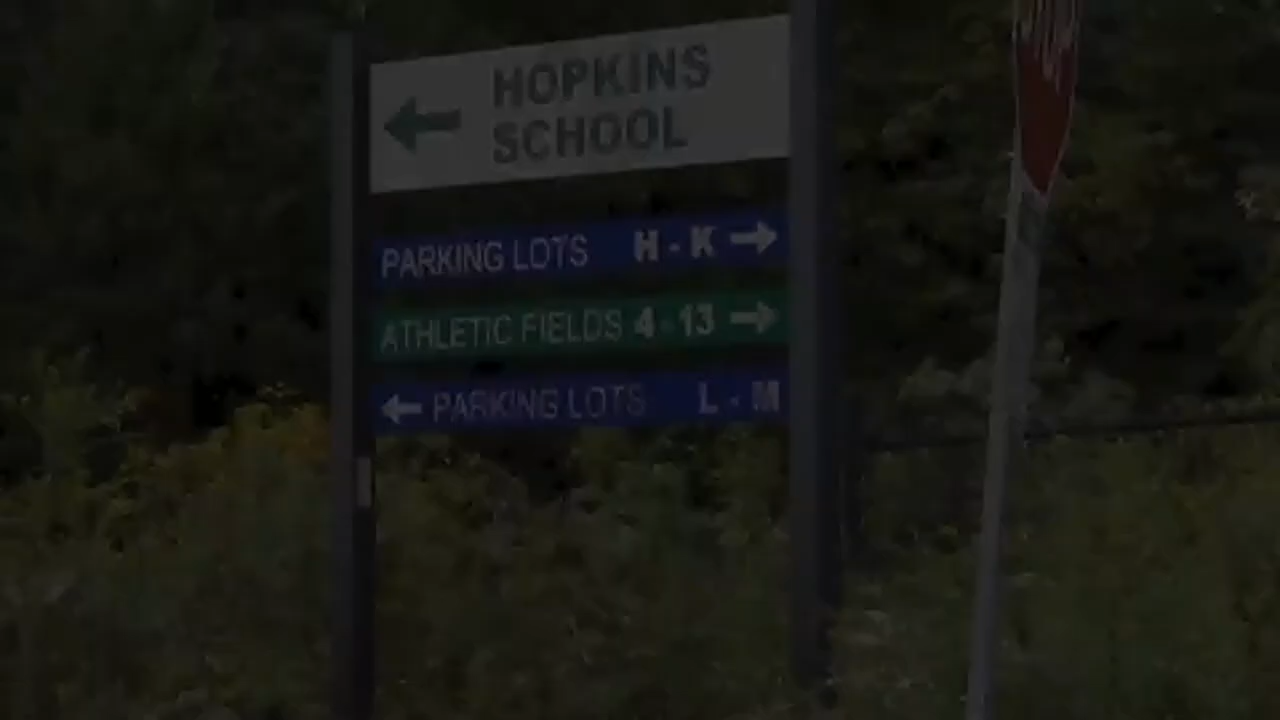 HOPKINS
SCHOOL
PARKING LOTS H - K
ATHLETIC FIELDS 4 - 13
PARKING LOTS L - M